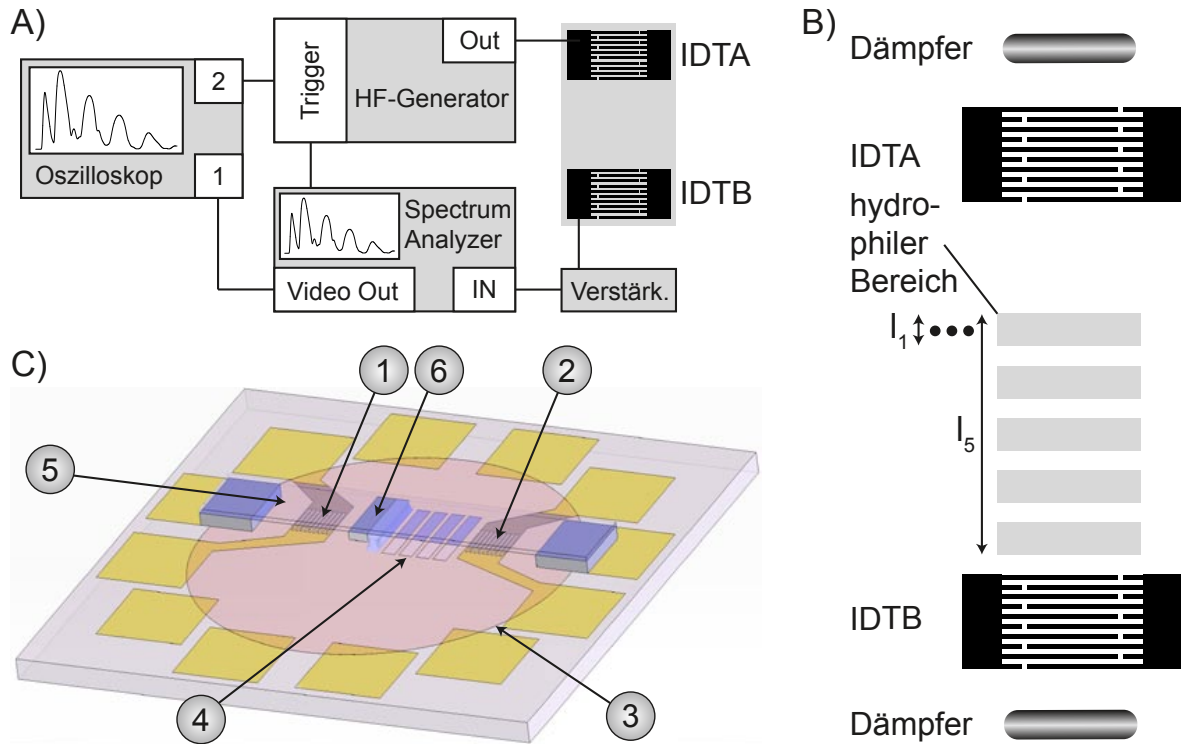 A)
Oszilloskop
2
1
Trigger
Out
HF-Generator
IDTA
IDTB
Spectrum
Analyzer
Video Out
IN
Verstärk.
B)
Dämpfer
IDTA
hydro-
philer
Bereich
l1
l5
IDTB
Dämpfer
C)
1
6
2
5
4
3